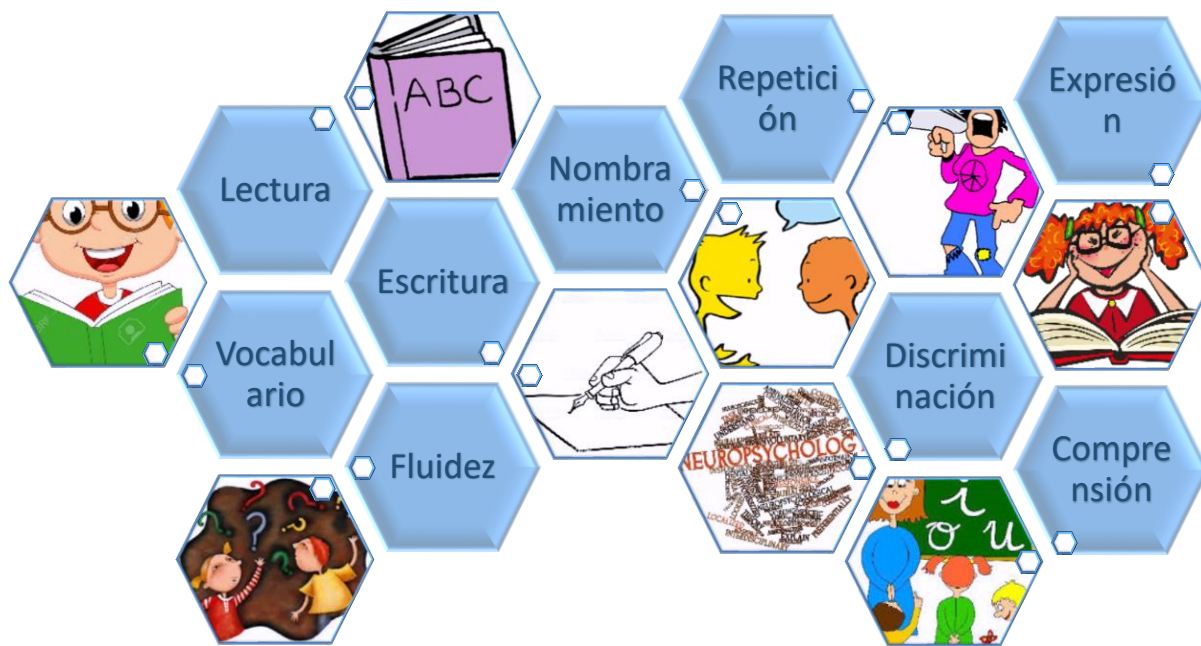 ABC
Repetici
ón
Expresió
n
Lectura
Nombra
miento
Escritura
Vocabul
ario
Discrimi
nación
Fluidez
NEUROPSYCHOLOG
Compre
nsión
i
o u